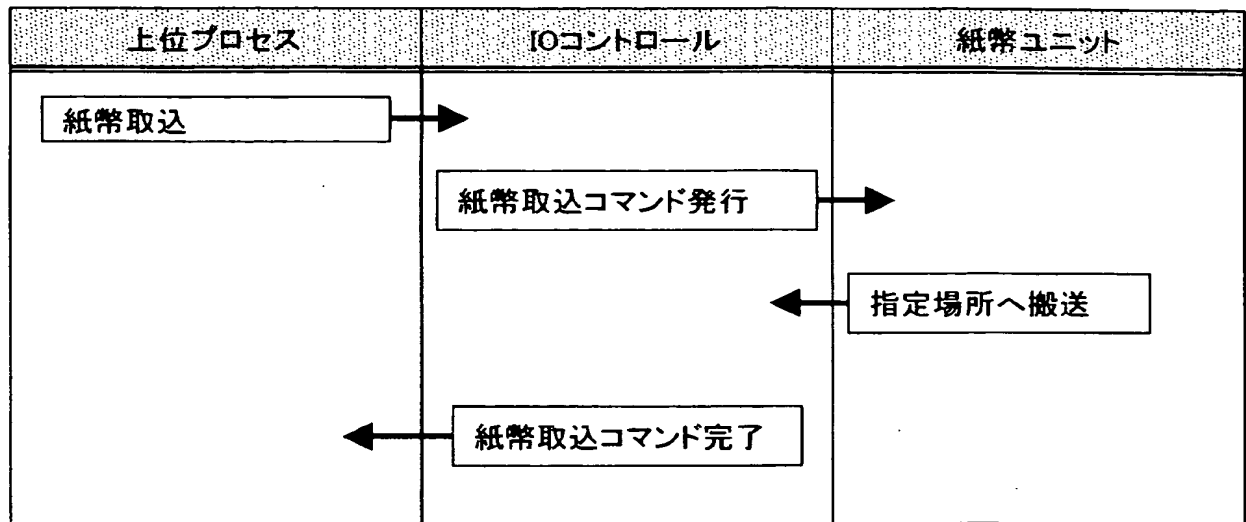 上位プロセス
IOコントロール
紙幣ユニット
紙幣取込
紙幣取込コマンド発行
指定場所へ搬送
紙幣取込コマンド完了